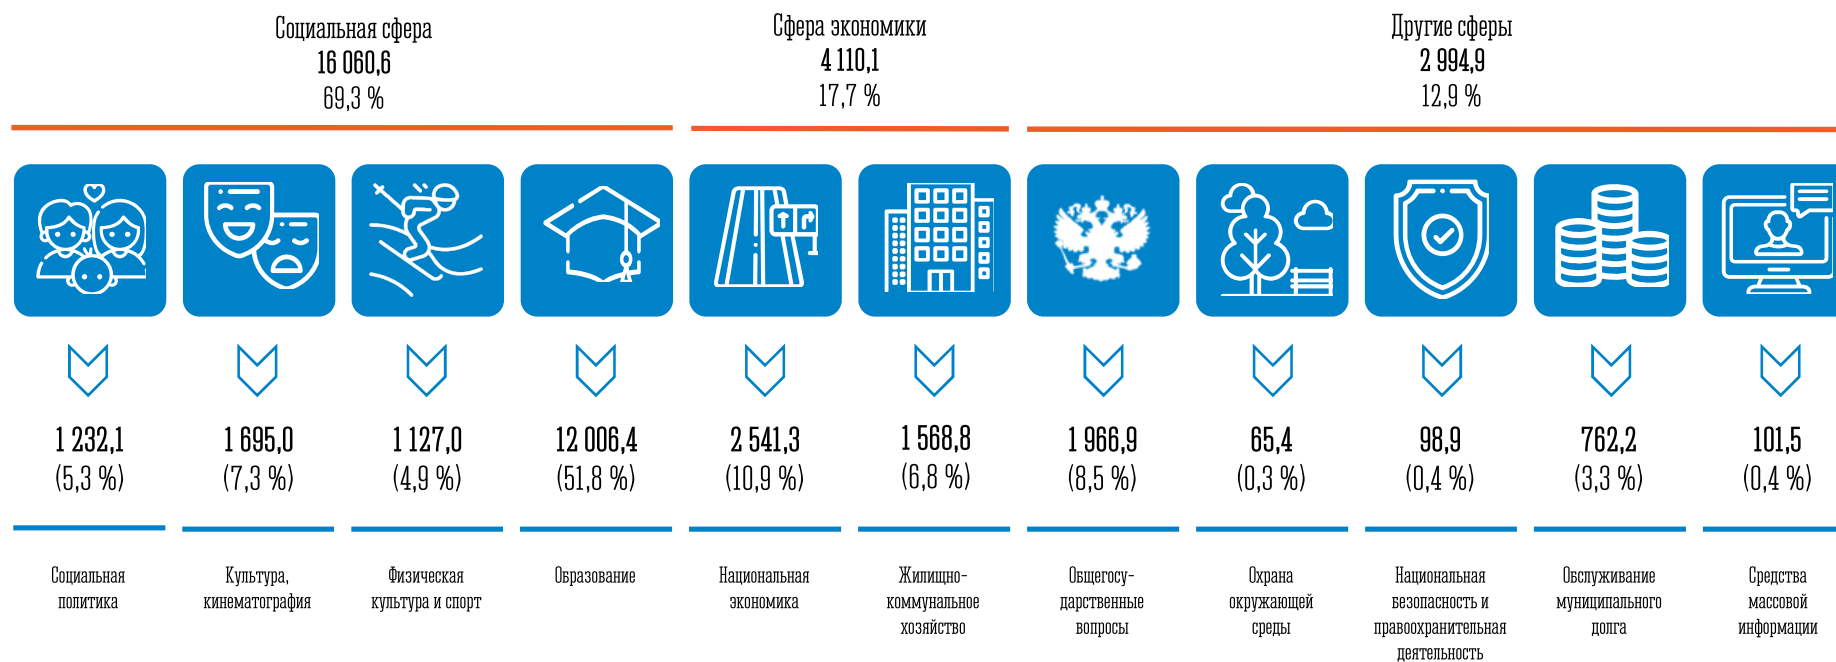 Социальная сфера
16 060,6
69,3 %
Сфера экономики
4 110,1
17,7 %
Другие сферы
2 994,9
12,9 %
1 232,1
(5,3 %)
Социальная
политика
1 695,0
(7,3 %)
Культура,
кинематография
1 127,0
(4,9 %)
Физическая
культура и спорт
12 006,4
(51,8 %)
Образование
2 541,3
(10,9 %)
Национальная
экономика
1 568,8
(6,8 %)
Жилищно-
коммунальное
хозяйство
1 966,9
(8,5 %)
Общегосу-
дарственные
вопросы
65,4
(0,3 %)
Охрана
окружающей
среды
98,9
(0,4 %)
Национальная
безопасность и
правоохранительная
деятельность
762,2
(3,3 %)
Обслуживание
муниципального
долга
101,5
(0,4 %)
Средства
массовой
информации